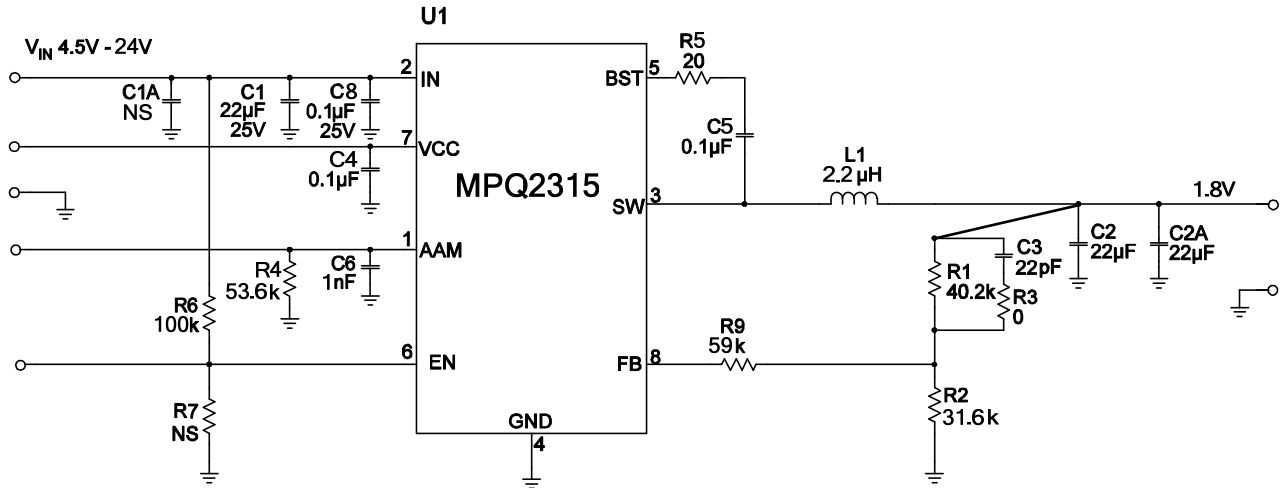 U1
V_IN 4.5V - 24V
C1A
NS
C1
22µF
25V
C8
0.1µF
25V
2
IN
7
VCC
C4
0.1µF
MPQ2315
1
AAM
R4
53.6k
C6
1nF
R6
100k
6
EN
R7
NS
GND
4
BST
5
R5
20
C5
0.1µF
SW
3
L1
2.2 µH
1.8V
C2
22µF
C2A
22µF
C3
22pF
R1
40.2k
R3
0
FB
8
R9
59k
R2
31.6k